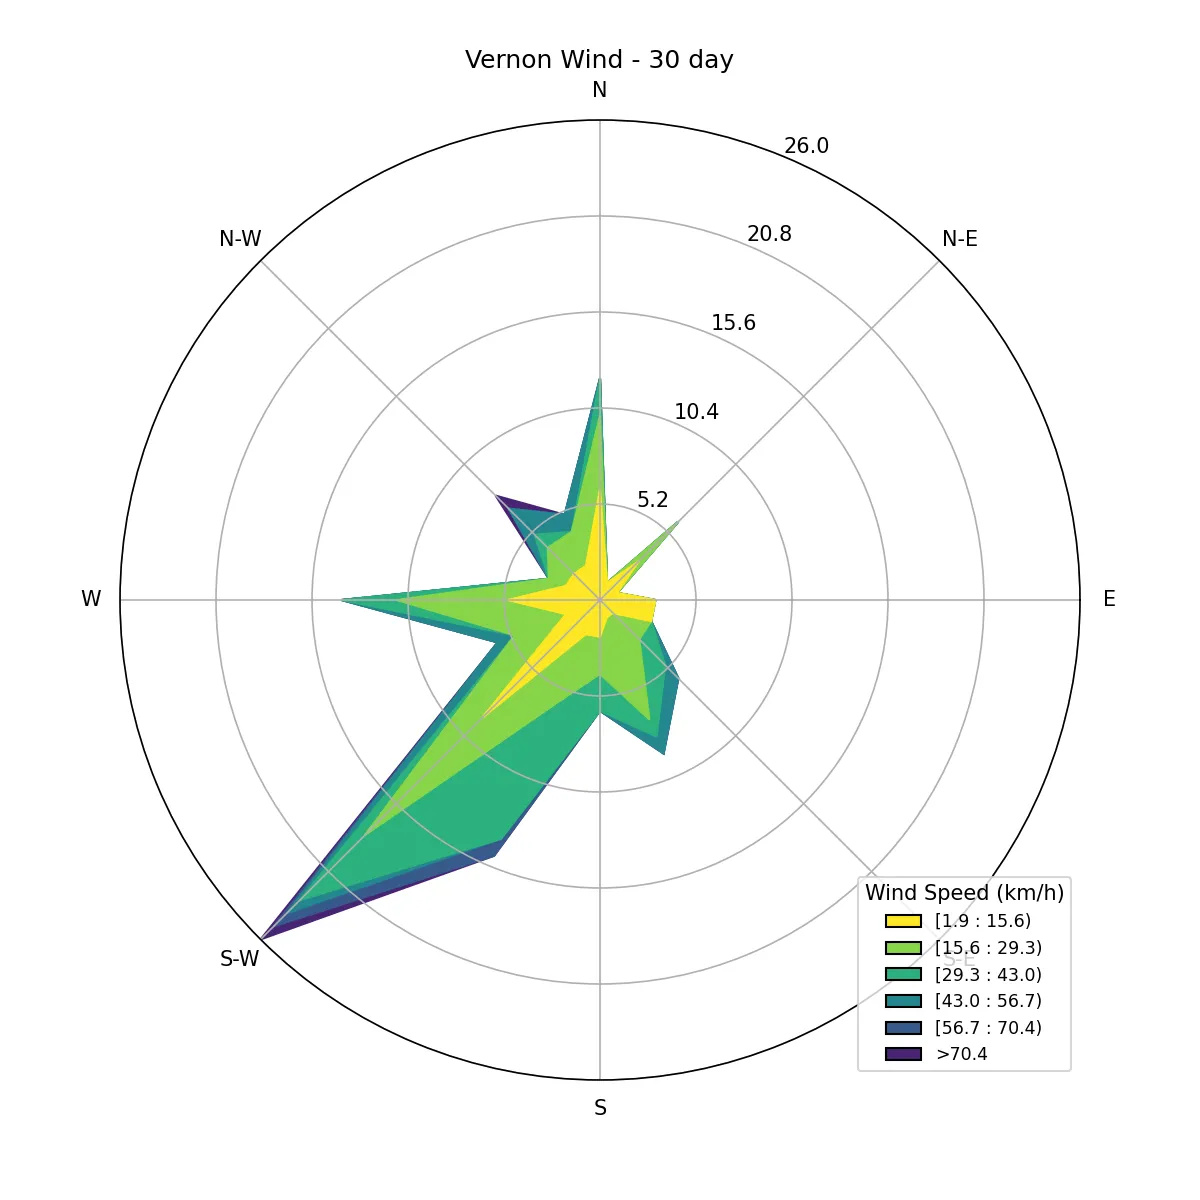 Vernon Wind - 30 day
N
26.0
20.8
N-W
N-E
15.6
10.4
5.2
W
E
Wind Speed (km/h)
[1.9 : 15.6)
[15.6 : 29.3)
S-W
S-E
[29.3 : 43.0)
[43.0 : 56.7)
[56.7 : 70.4)
>70.4
S